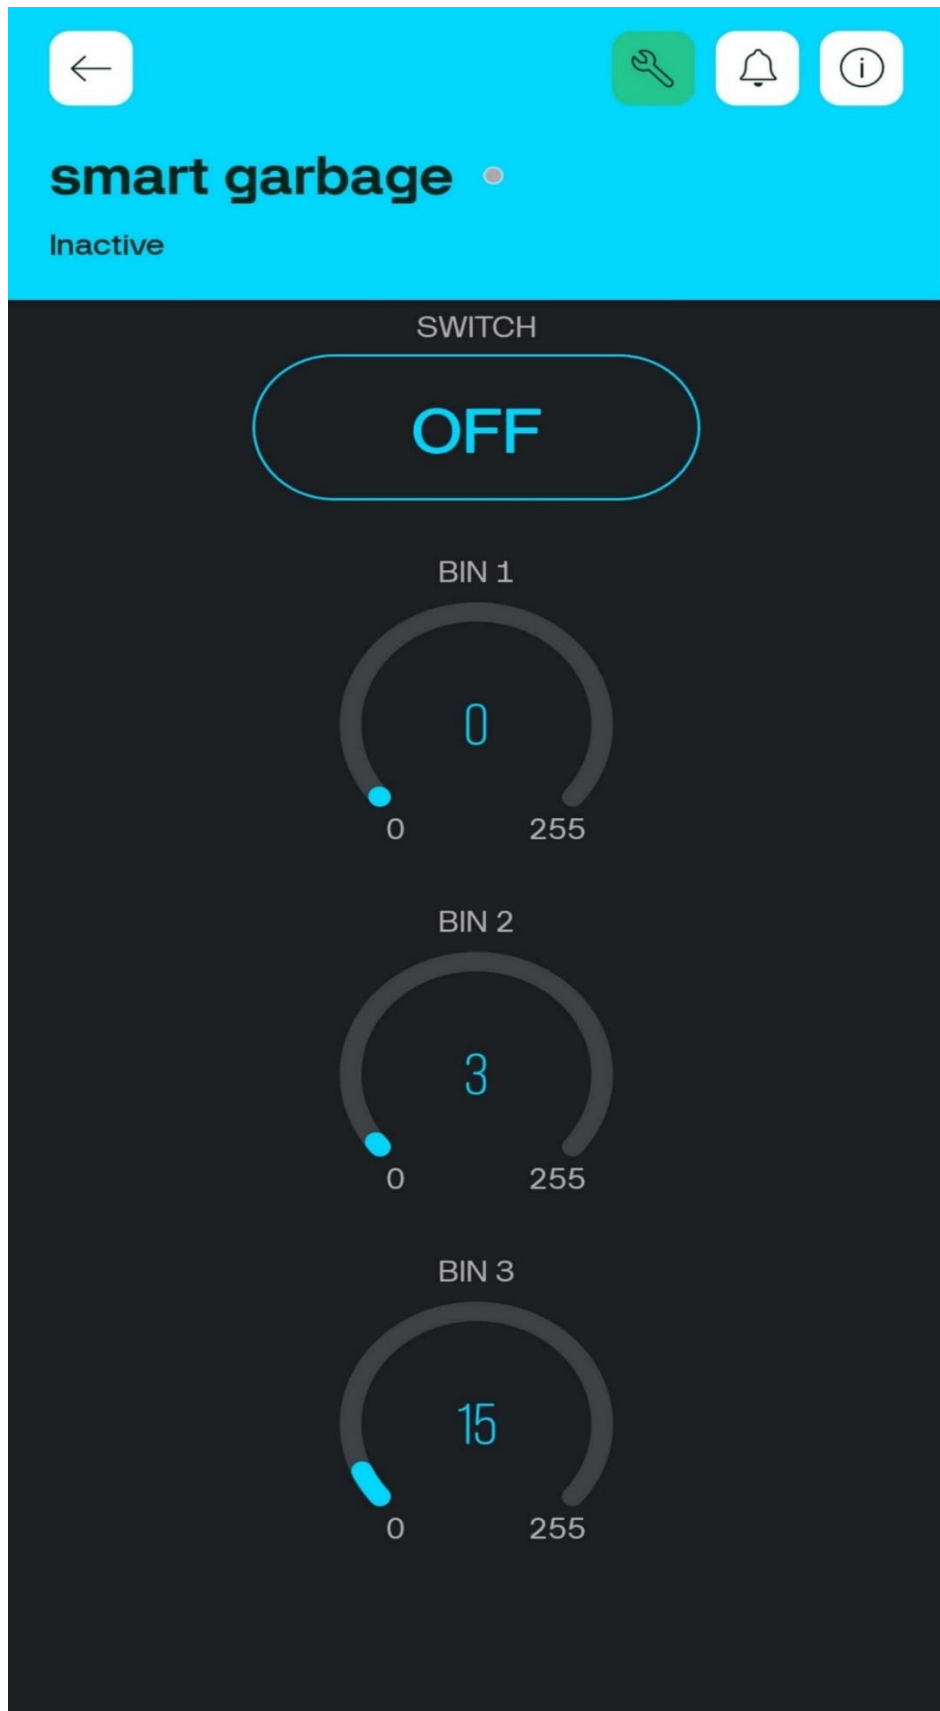 smart garbage
Inactive
SWITCH
OFF
BIN 1
0
0 255
BIN 2
3
0 255
BIN 3
15
0 255